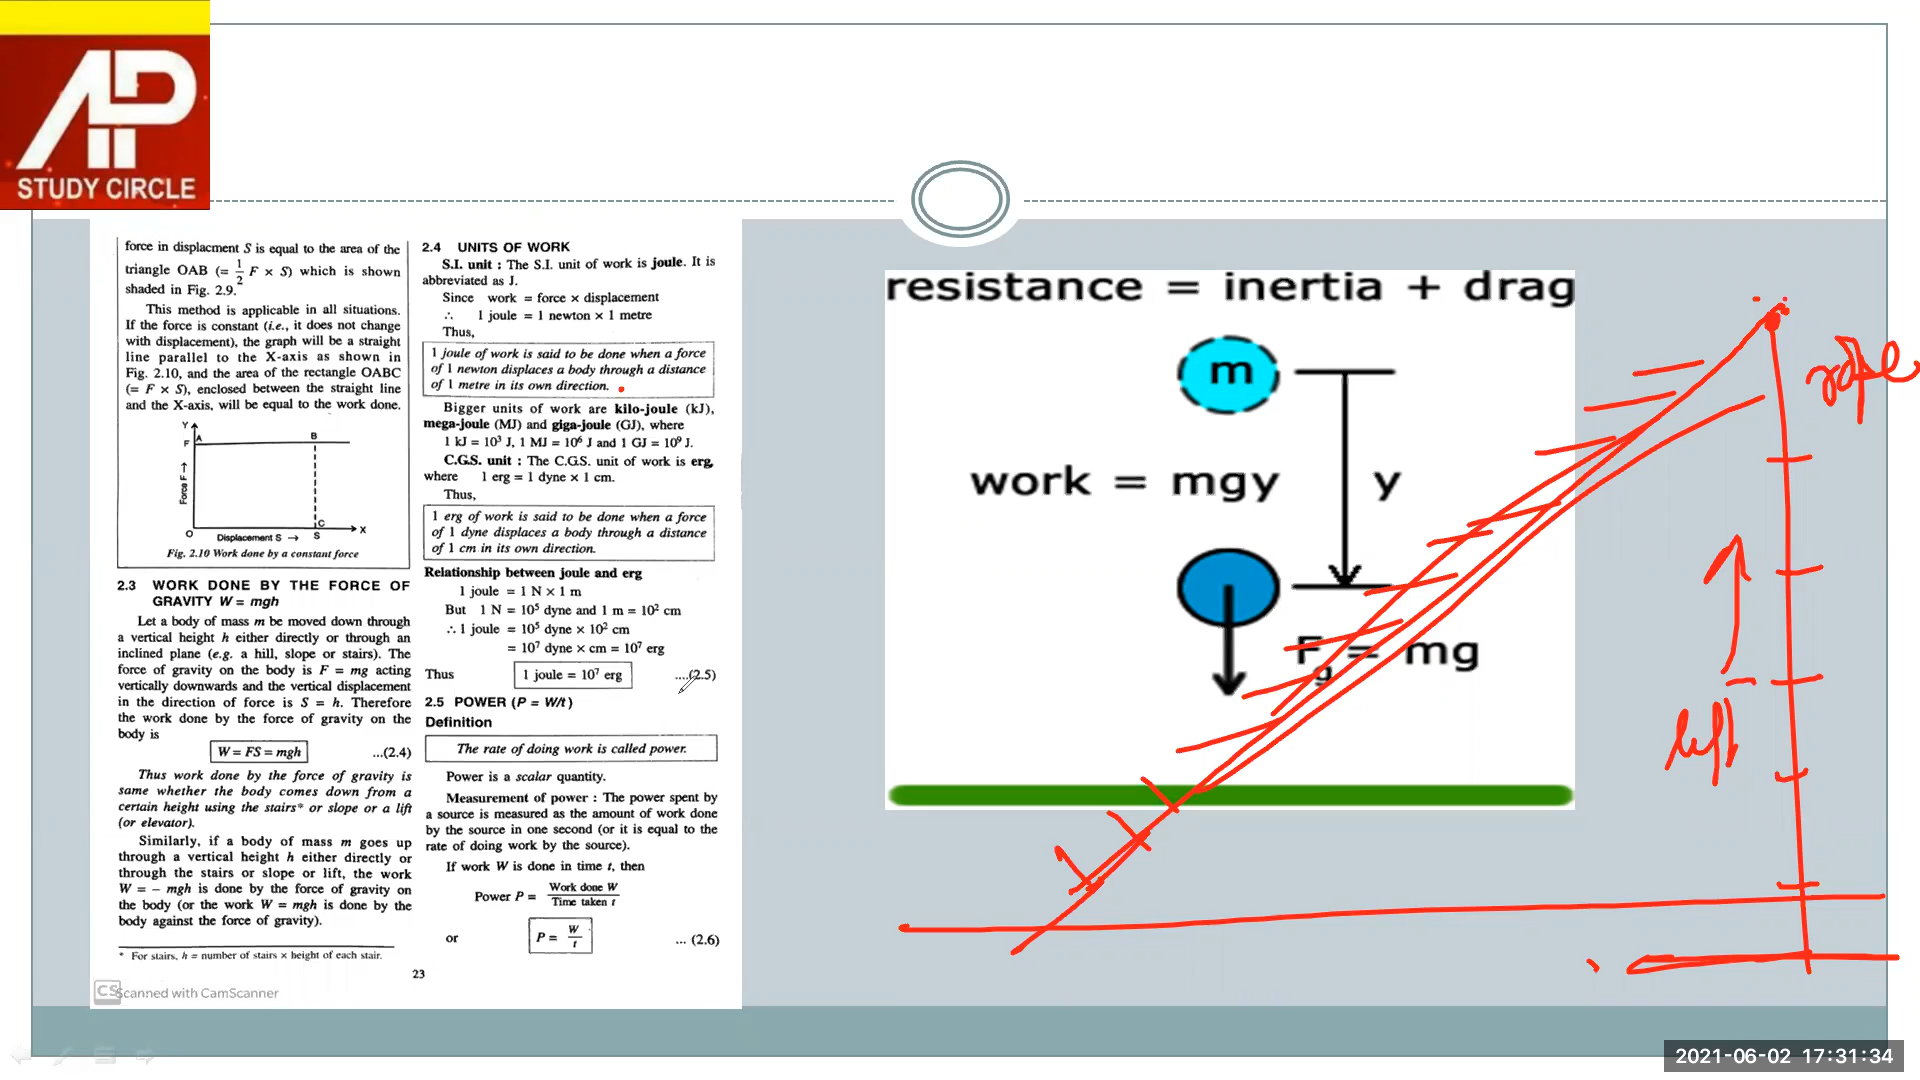 AP
STUDY CIRCLE
force in displacment S is equal to the area of the
triangle OAB (= 1/2 F × S) which is shown
shaded in Fig. 2.9.
This method is applicable in all situations.
If the force is constant (i.e., it does not change
with displacement), the graph will be a straight
line parallel to the X-axis as shown in
Fig. 2.10, and the area of the rectangle OABC
(= F × S), enclosed between the straight line
and the X-axis, will be equal to the work done.
Y
F A B
Force F →
O C X
Displacement S → S
Fig. 2.10 Work done by a constant force
2.3 WORK DONE BY THE FORCE OF
GRAVITY W = mgh
Let a body of mass m be moved down through
a vertical height h either directly or through an
inclined plane (e.g. a hill, slope or stairs). The
force of gravity on the body is F = mg acting
vertically downwards and the vertical displacement
in the direction of force is S = h. Therefore
the work done by the force of gravity on the
body is
W = FS = mgh ...(2.4)
Thus work done by the force of gravity is
same whether the body comes down from a
certain height using the stairs* or slope or a lift
(or elevator).
Similarly, if a body of mass m goes up
through a vertical height h either directly or
through the stairs or slope or lift, the work
W = – mgh is done by the force of gravity on
the body (or the work W = mgh is done by the
body against the force of gravity).
* For stairs, h = number of stairs × height of each stair.
2.4 UNITS OF WORK
S.I. unit : The S.I. unit of work is joule. It is
abbreviated as J.
Since work = force × displacement
∴ 1 joule = 1 newton × 1 metre
Thus,
1 joule of work is said to be done when a force
of 1 newton displaces a body through a distance
of 1 metre in its own direction.
Bigger units of work are kilo-joule (kJ),
mega-joule (MJ) and giga-joule (GJ), where
1 kJ = 10³ J, 1 MJ = 10⁶ J and 1 GJ = 10⁹ J.
C.G.S. unit : The C.G.S. unit of work is erg,
where 1 erg = 1 dyne × 1 cm.
Thus,
1 erg of work is said to be done when a force
of 1 dyne displaces a body through a distance
of 1 cm in its own direction.
Relationship between joule and erg
1 joule = 1 N × 1 m
But 1 N = 10⁵ dyne and 1 m = 10² cm
∴ 1 joule = 10⁵ dyne × 10² cm
= 10⁷ dyne × cm = 10⁷ erg
Thus 1 joule = 10⁷ erg ....(2.5)
2.5 POWER (P = W/t)
Definition
The rate of doing work is called power.
Power is a scalar quantity.
Measurement of power : The power spent by
a source is measured as the amount of work done
by the source in one second (or it is equal to the
rate of doing work by the source).
If work W is done in time t, then
Power P = Work done W / Time taken t
or P = W/t ... (2.6)
23
CS Scanned with CamScanner
resistance = inertia + drag
m
work = mgy y
Fg = mg
rope
left
2021-06-02 17:31:34